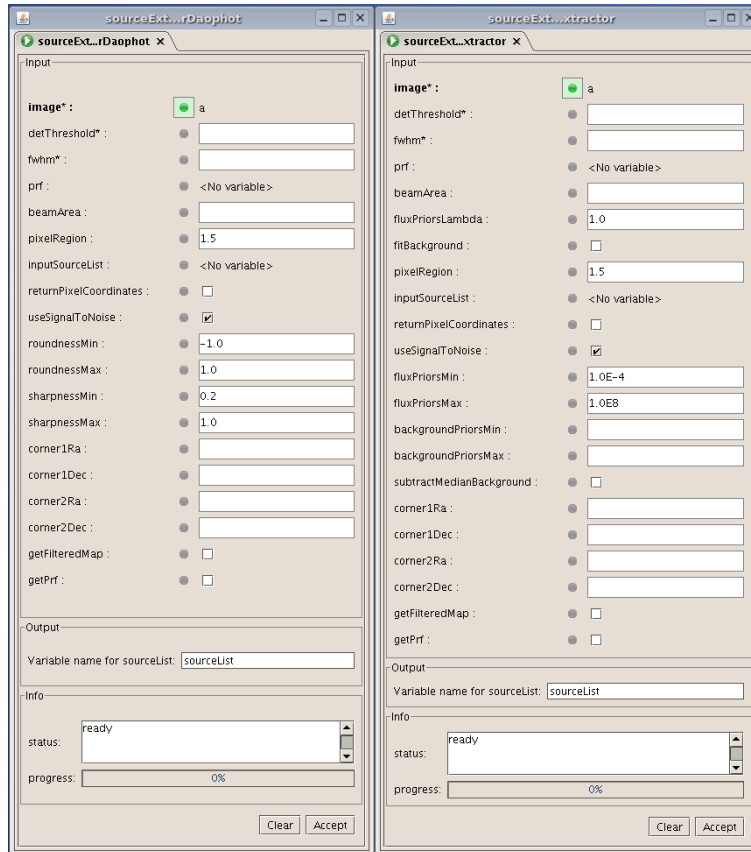 sourceExt...rDaophot
sourceExt...rDaophot ×
Input
image* : a
detThreshold* :
fwhm* :
prf : <No variable>
beamArea :
pixelRegion : 1.5
inputSourceList : <No variable>
returnPixelCoordinates :
useSignalToNoise :
roundnessMin : -1.0
roundnessMax : 1.0
sharpnessMin : 0.2
sharpnessMax : 1.0
corner1Ra :
corner1Dec :
corner2Ra :
corner2Dec :
getFilteredMap :
getPrf :
Output
Variable name for sourceList: sourceList
Info
status: ready
progress: 0%
Clear Accept
sourceExt...xtractor
sourceExt...xtractor ×
Input
image* : a
detThreshold* :
fwhm* :
prf : <No variable>
beamArea :
fluxPriorsLambda : 1.0
fitBackground :
pixelRegion : 1.5
inputSourceList : <No variable>
returnPixelCoordinates :
useSignalToNoise :
fluxPriorsMin : 1.0E-4
fluxPriorsMax : 1.0E8
backgroundPriorsMin :
backgroundPriorsMax :
subtractMedianBackground :
corner1Ra :
corner1Dec :
corner2Ra :
corner2Dec :
getFilteredMap :
getPrf :
Output
Variable name for sourceList: sourceList
Info
status: ready
progress: 0%
Clear Accept